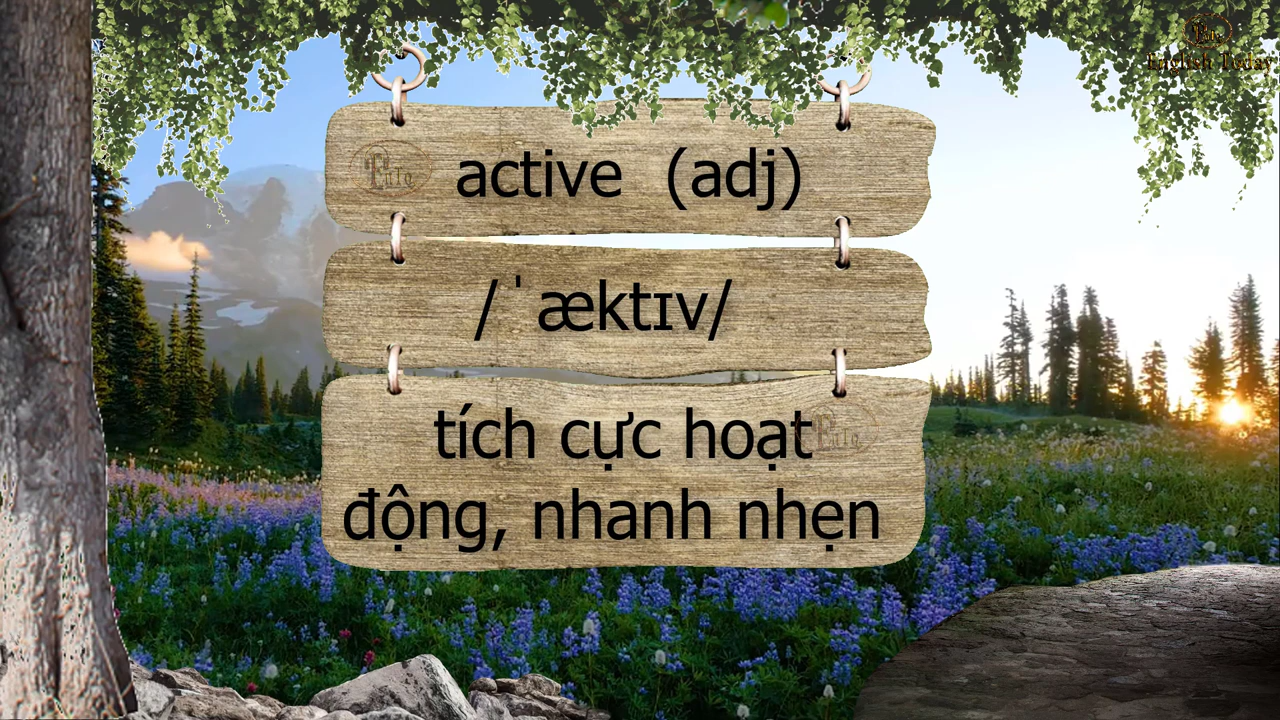 English Today
active (adj)
/ˈæktɪv/
tích cực hoạt
động, nhanh nhẹn